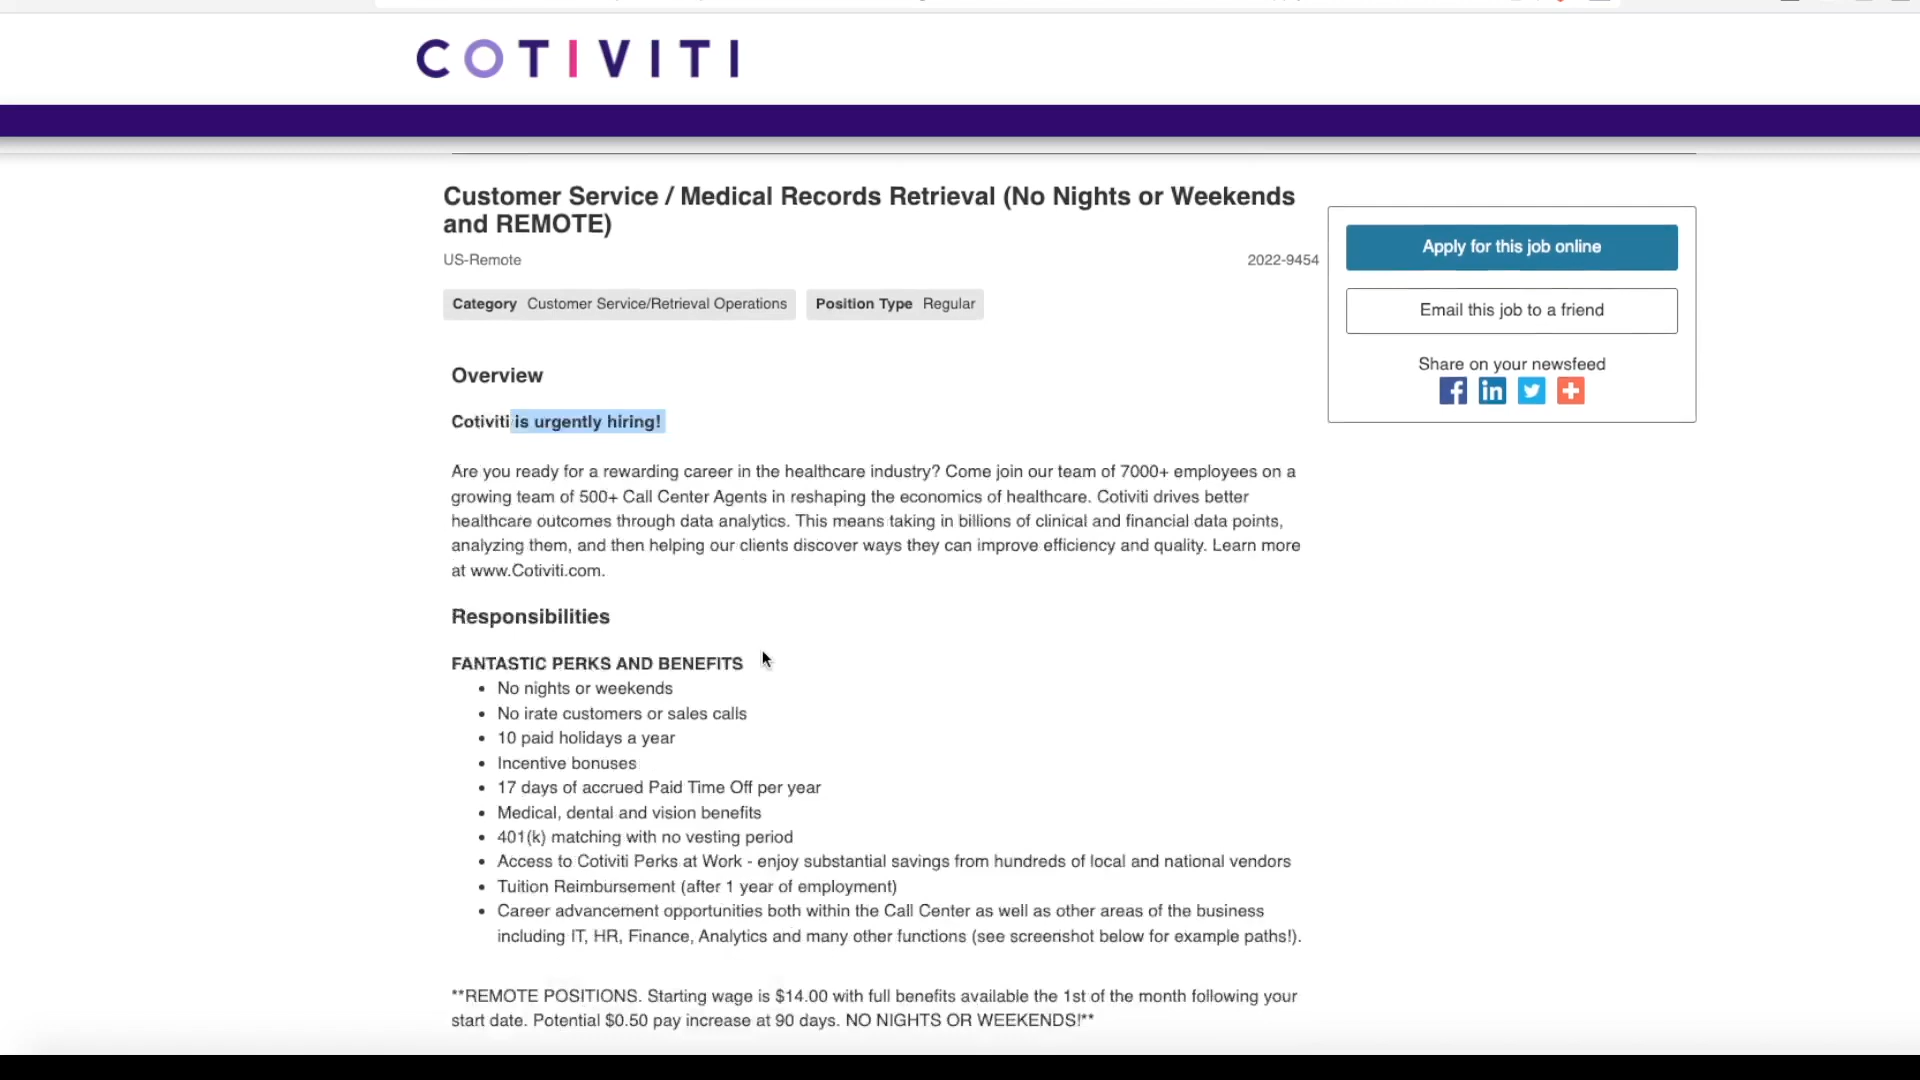 COTIVITI
Customer Service / Medical Records Retrieval (No Nights or Weekends
and REMOTE)
US-Remote
2022-9454
Category Customer Service/Retrieval Operations
Position Type Regular
Apply for this job online
Email this job to a friend
Share on your newsfeed
Overview
Cotiviti is urgently hiring!
Are you ready for a rewarding career in the healthcare industry? Come join our team of 7000+ employees on a
growing team of 500+ Call Center Agents in reshaping the economics of healthcare. Cotiviti drives better
healthcare outcomes through data analytics. This means taking in billions of clinical and financial data points,
analyzing them, and then helping our clients discover ways they can improve efficiency and quality. Learn more
at www.Cotiviti.com.
Responsibilities
FANTASTIC PERKS AND BENEFITS
• No nights or weekends
• No irate customers or sales calls
• 10 paid holidays a year
• Incentive bonuses
• 17 days of accrued Paid Time Off per year
• Medical, dental and vision benefits
• 401(k) matching with no vesting period
• Access to Cotiviti Perks at Work - enjoy substantial savings from hundreds of local and national vendors
• Tuition Reimbursement (after 1 year of employment)
• Career advancement opportunities both within the Call Center as well as other areas of the business
including IT, HR, Finance, Analytics and many other functions (see screenshot below for example paths!).
**REMOTE POSITIONS. Starting wage is $14.00 with full benefits available the 1st of the month following your
start date. Potential $0.50 pay increase at 90 days. NO NIGHTS OR WEEKENDS!**